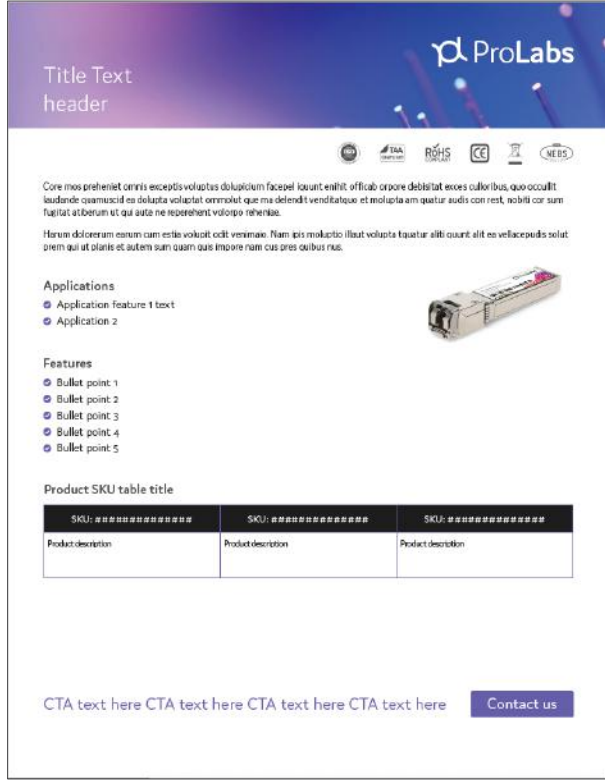 ProLabs
Title Text
header
TAA
RoHS
COMPLIANT
CE
NEBS
Core mos preheniet omnis exceptis voluptus dolupicium facepel iquunt enihit officab orpore debisitat exces culloribus, quo occullit
laudande quamuscid ea dolupta voluptat ommolut que ma delendit venditatquo et molupta am quatur audis con rest, nobiti cor sum
fugitat atiberum ut qui aute ne reperehent volorpo reheniae.
Harum dolorerum earum cum estia volupit odit venimaio. Nam ipis moluptio illaut volupta tquatur aliti quunt alit ea vellacepudis solut
prem qui ut planis et autem sum quam quis impore nam cus pres quibus nus.
Applications
Application feature 1 text
Application 2
Features
Bullet point 1
Bullet point 2
Bullet point 3
Bullet point 4
Bullet point 5
Product SKU table title
SKU: ############## SKU: ############## SKU: ##############
Product description Product description Product description
CTA text here CTA text here CTA text here CTA text here Contact us